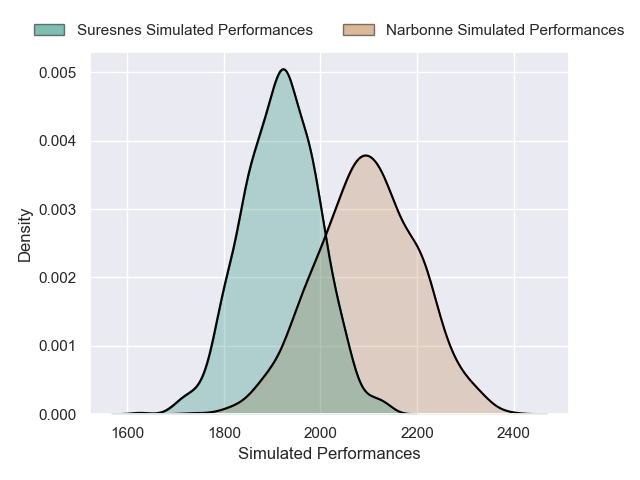 Suresnes Simulated Performances
Narbonne Simulated Performances
0.005
0.004
0.003
0.002
0.001
0.000
Density
1600
1800
2000
2200
2400
Simulated Performances